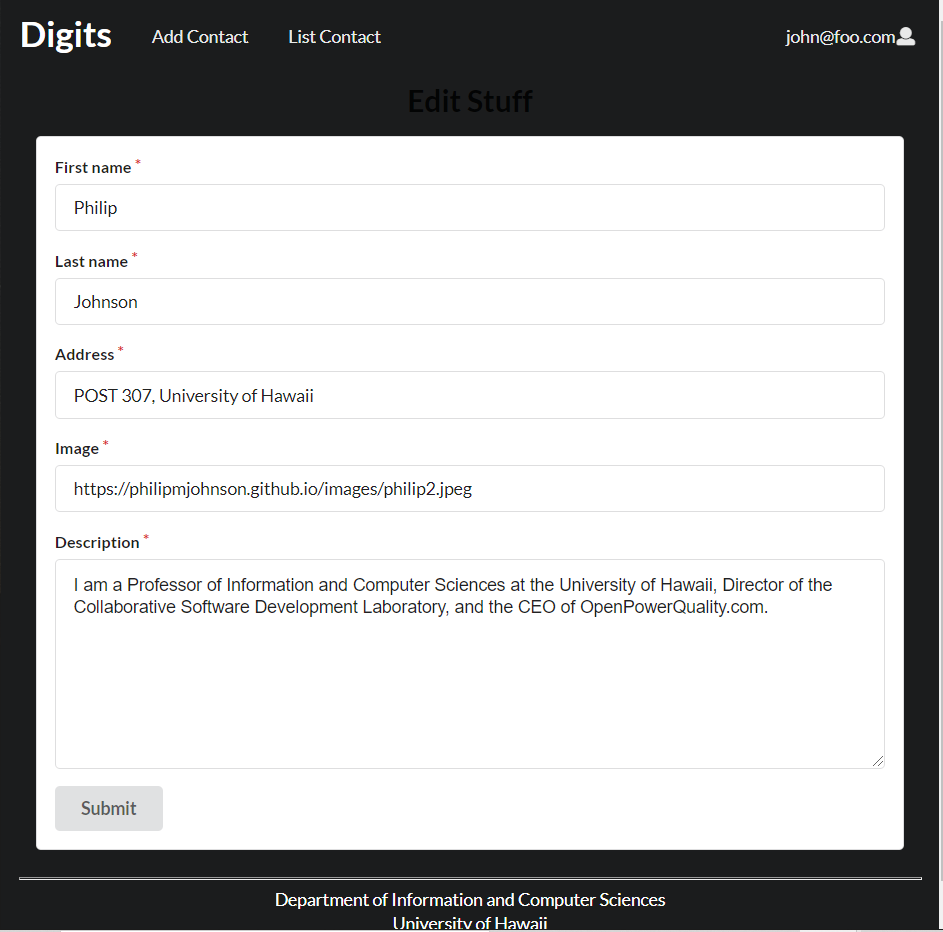 Digits Add Contact List Contact john@foo.com
Edit Stuff
First name *
Philip
Last name *
Johnson
Address *
POST 307, University of Hawaii
Image *
https://philipmjohnson.github.io/images/philip2.jpeg
Description *
I am a Professor of Information and Computer Sciences at the University of Hawaii, Director of the
Collaborative Software Development Laboratory, and the CEO of OpenPowerQuality.com.
Submit
Department of Information and Computer Sciences
University of Hawaii